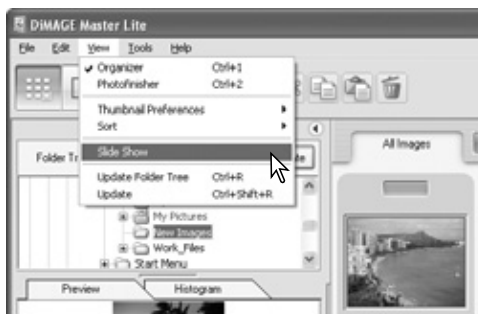 DiMAGE Master Lite
File Edit View Tools Help
Organizer Ctrl+1
Photofinisher Ctrl+2
Thumbnail Preferences
Sort
Slide Show
Update Folder Tree Ctrl+R
Update Ctrl+Shift+R
Folder
All Images
My Pictures
New Images
Work_Files
Start Menu
Preview Histogram